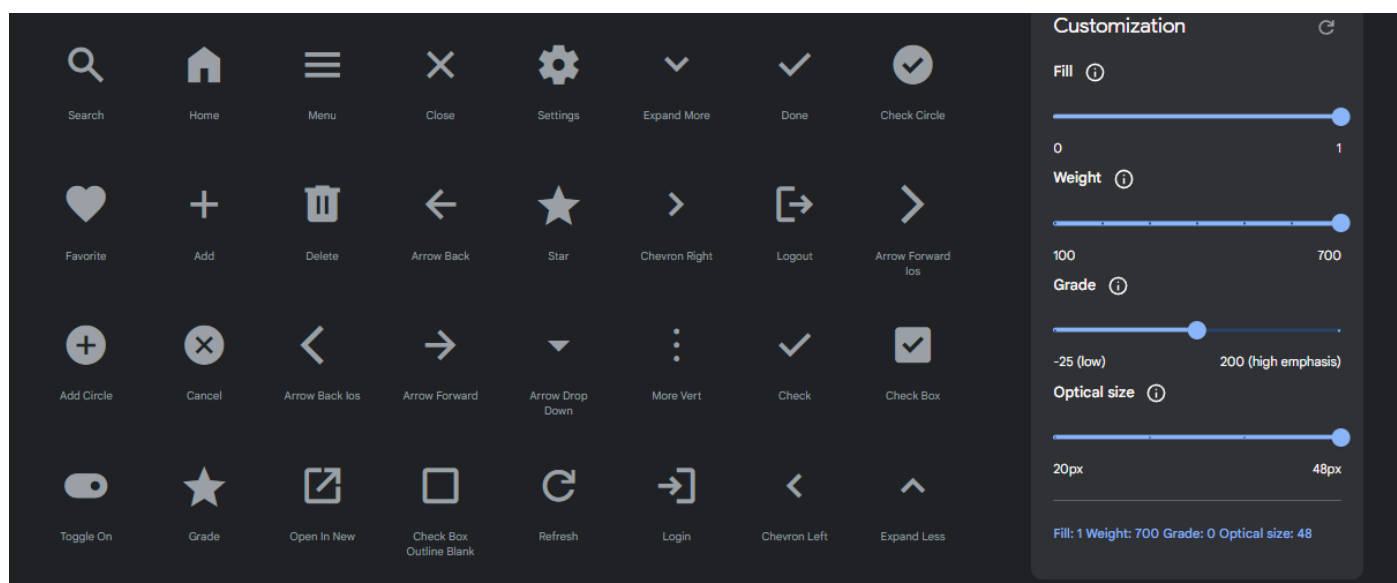 Search
Home
Menu
Close
Settings
Expand More
Done
Check Circle
Favorite
Add
Delete
Arrow Back
Star
Chevron Right
Logout
Arrow Forward
Ios
Add Circle
Cancel
Arrow Back Ios
Arrow Forward
Arrow Drop
Down
More Vert
Check
Check Box
Toggle On
Grade
Open In New
Check Box
Outline Blank
Refresh
Login
Chevron Left
Expand Less
Customization
Fill
0 1
Weight
100 700
Grade
-25 (low) 200 (high emphasis)
Optical size
20px 48px
Fill: 1 Weight: 700 Grade: 0 Optical size: 48